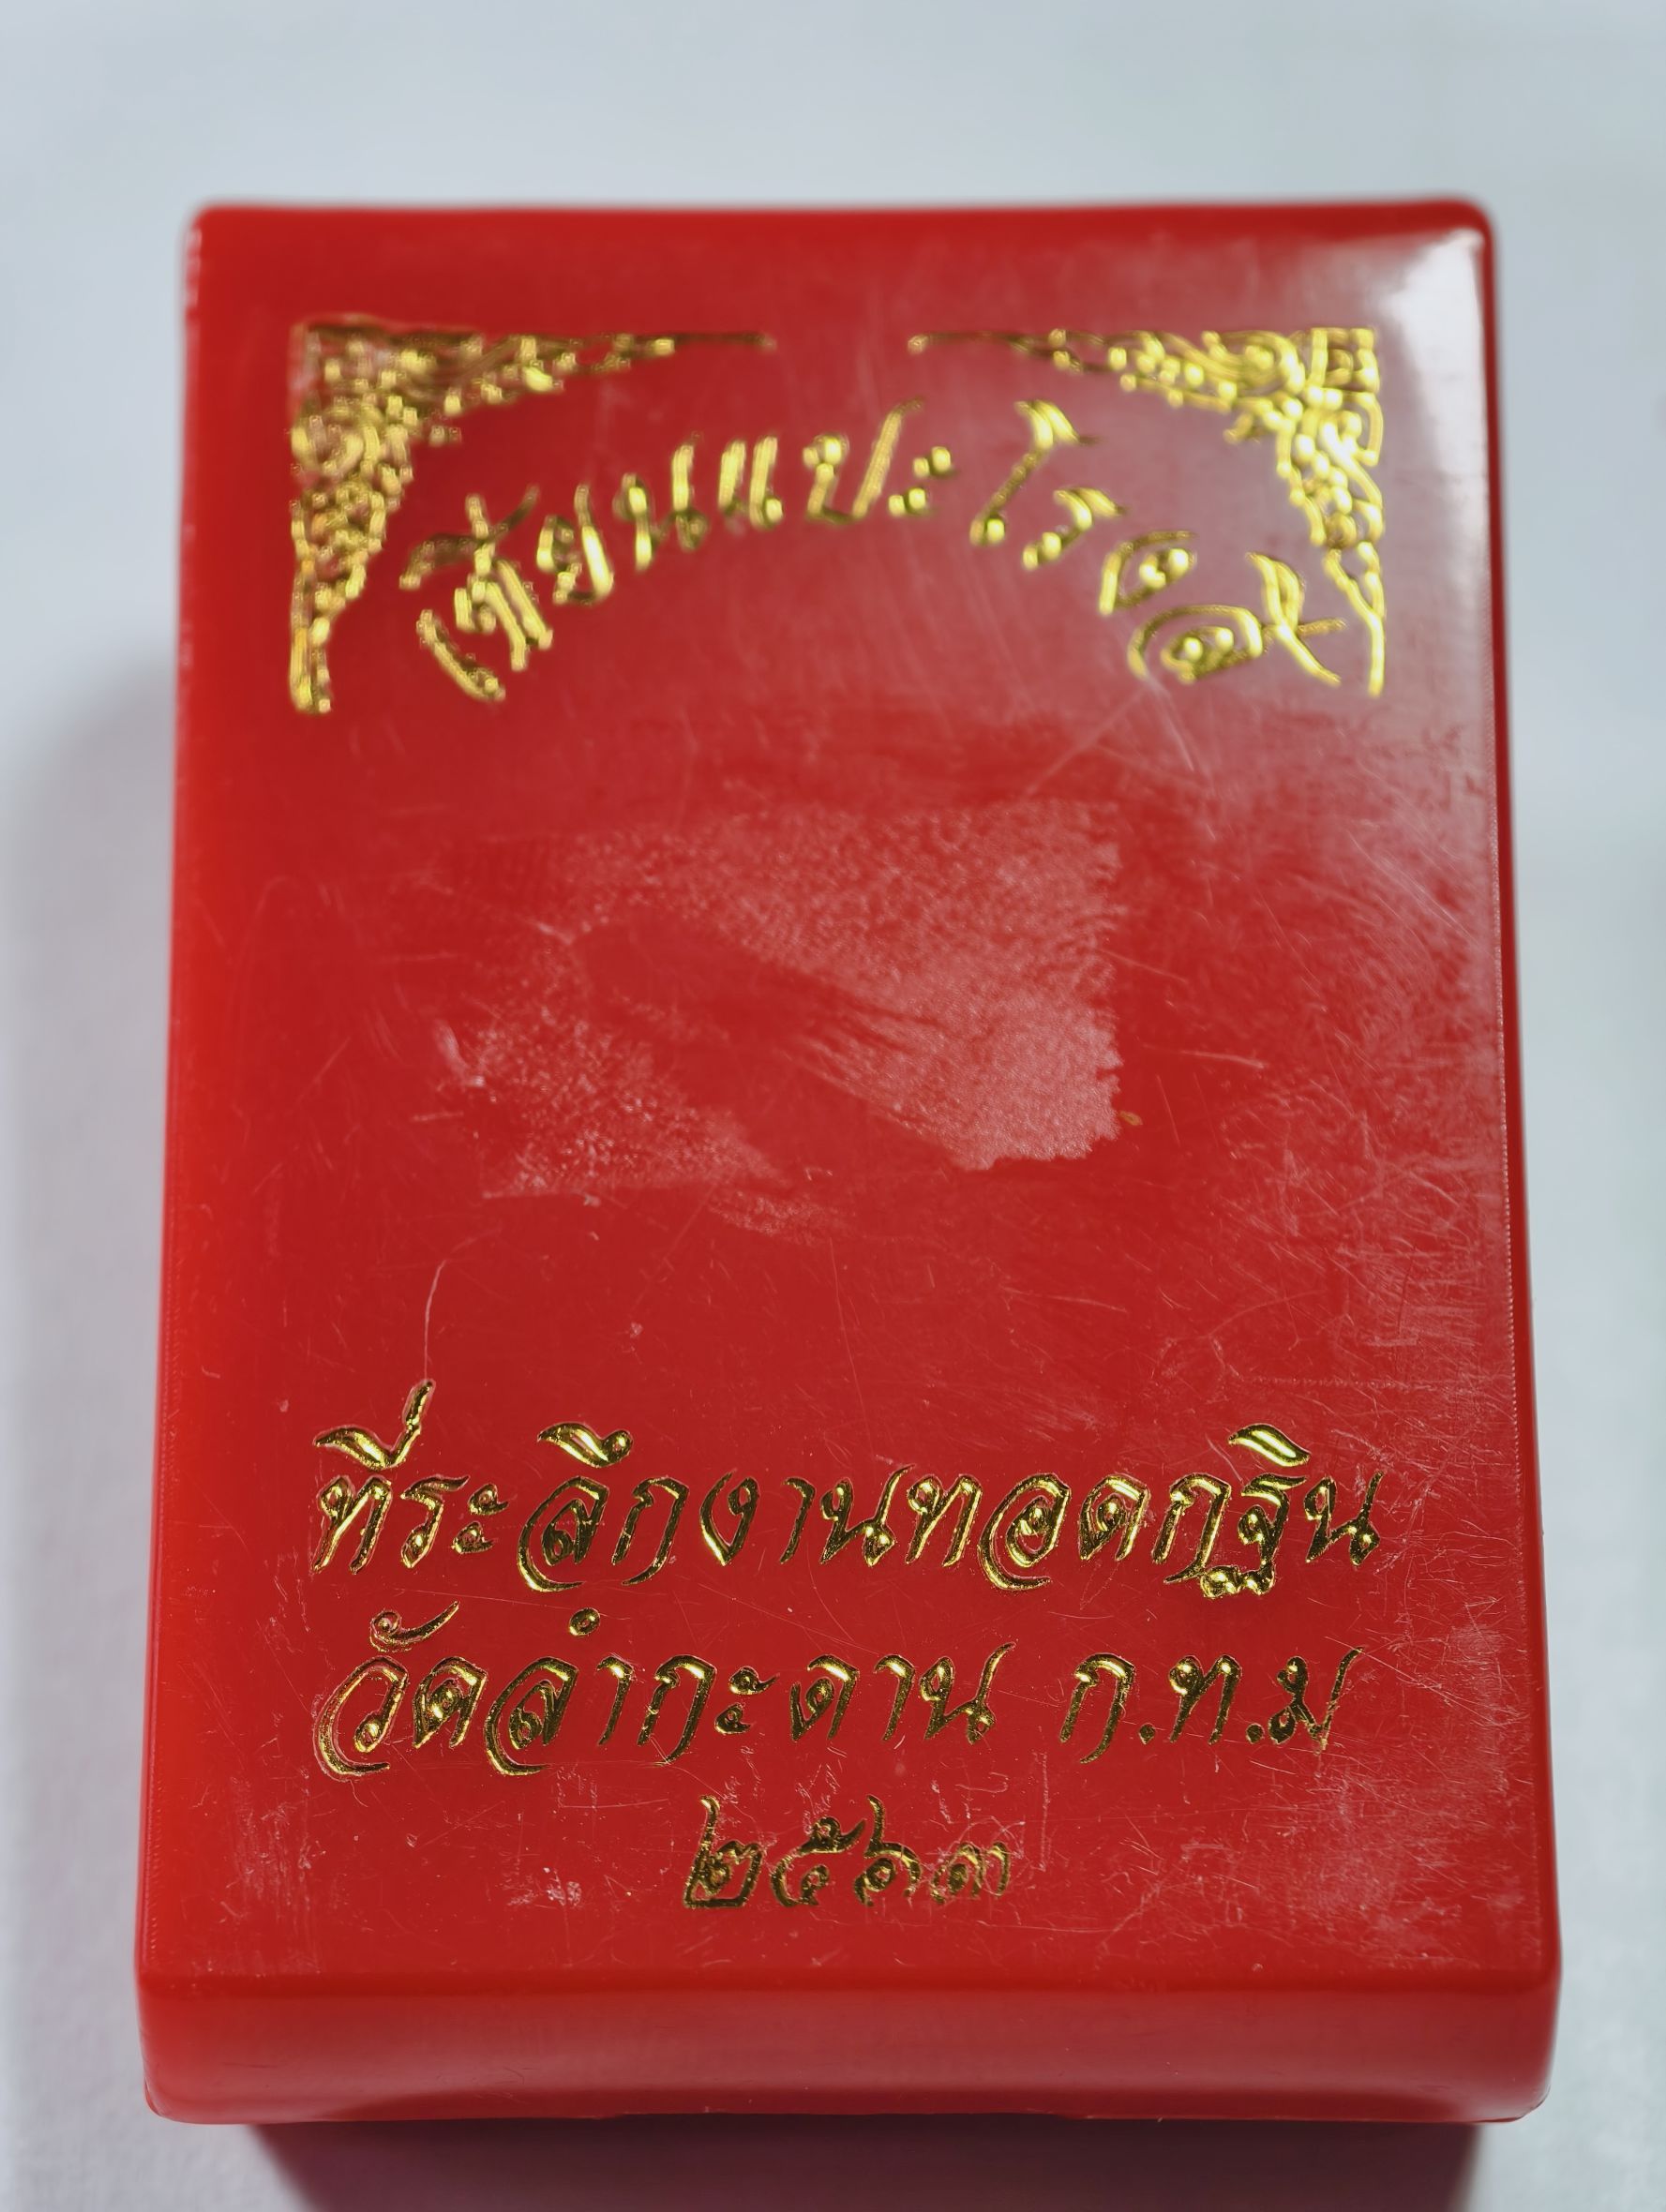 เซียนแปะโรงสี
ที่ระลึกงานทอดกฐิน
วัดลำกะดาน ก.ท.ม
๒๕๖๓